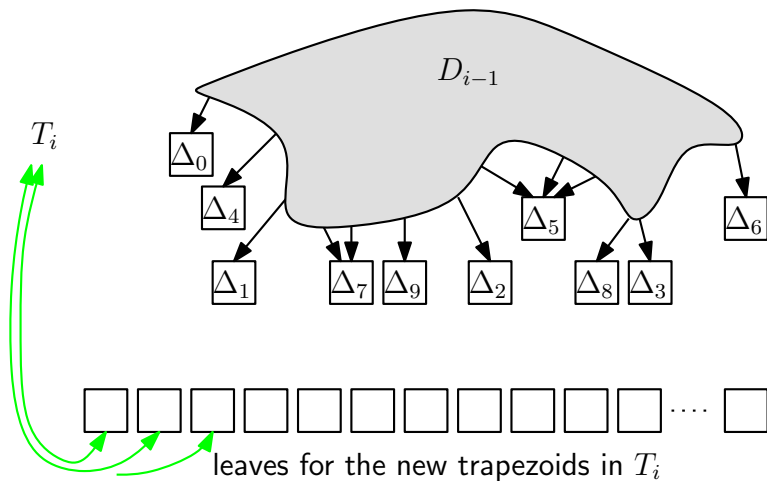 D_{i−1}
T_i
Δ_0
Δ_4
Δ_5
Δ_6
Δ_1
Δ_7
Δ_9
Δ_2
Δ_8
Δ_3
....
leaves for the new trapezoids in T_i